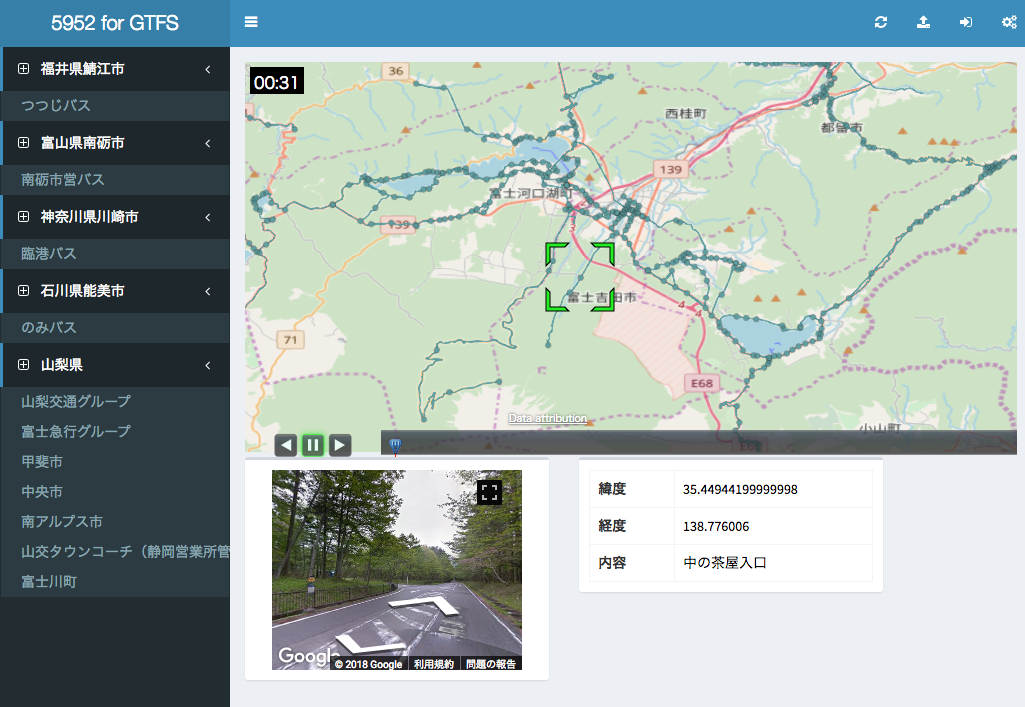 5952 for GTFS
福井県鯖江市
つつじバス
富山県南砺市
南砺市営バス
神奈川県川崎市
臨港バス
石川県能美市
のみバス
山梨県
山梨交通グループ
富士急行グループ
甲斐市
中央市
南アルプス市
山交タウンコーチ（静岡営業所管
富士川町
00:31
36
西桂町
都留市
139
富士河口湖町
2
139
3
富士吉田市
4
4
71
E68
Data attribution
小山町
Google
© 2018 Google
利用規約
問題の報告
緯度 35.44944199999998
経度 138.776006
内容 中の茶屋入口